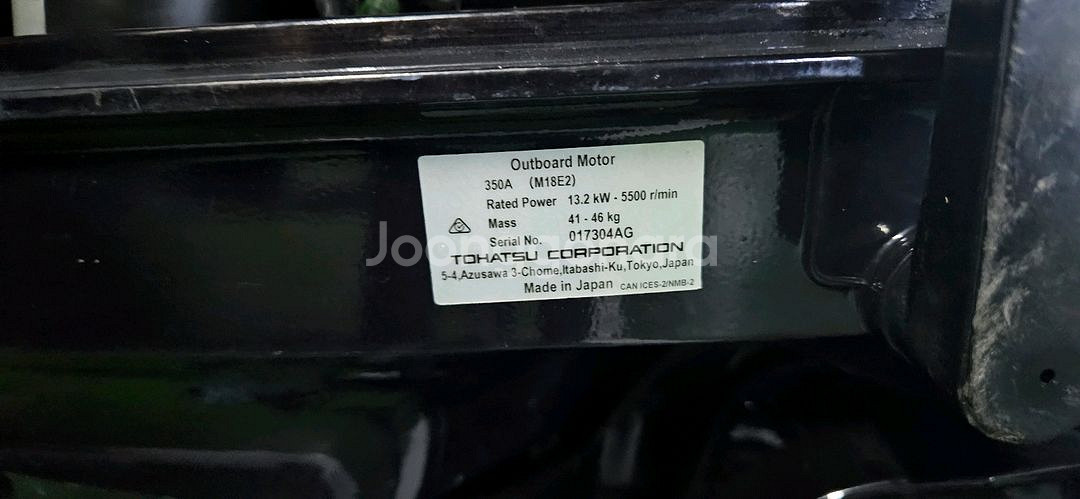 Outboard Motor
350A (M18E2)
Rated Power 13.2 kW - 5500 r/min
Mass 41 - 46 kg
Serial No. 017304AG
TOHATSU CORPORATION
5-4,Azusawa 3-Chome,Itabashi-Ku,Tokyo,Japan
Made in Japan CAN ICES-2/NMB-2